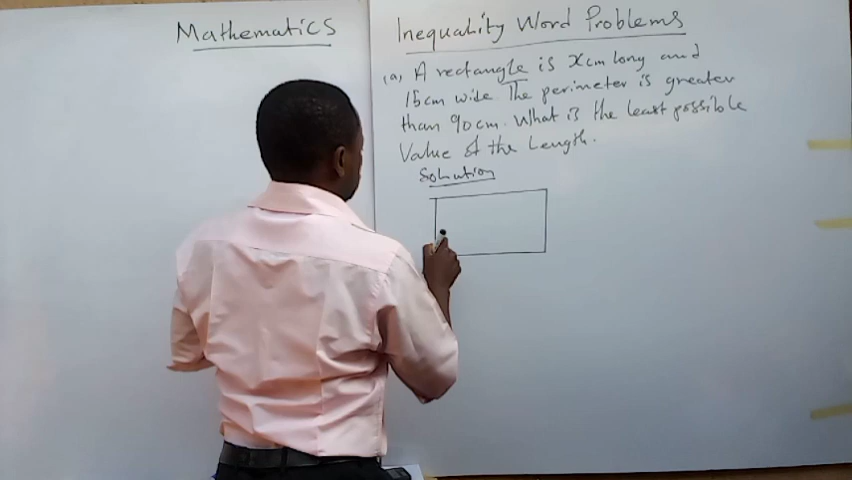 Mathematics
Inequality Word Problems
(a) A rectangle is xcm long and
15cm wide. The perimeter is greater
than 90cm. What is the least possible
Value of the Length.
Solution